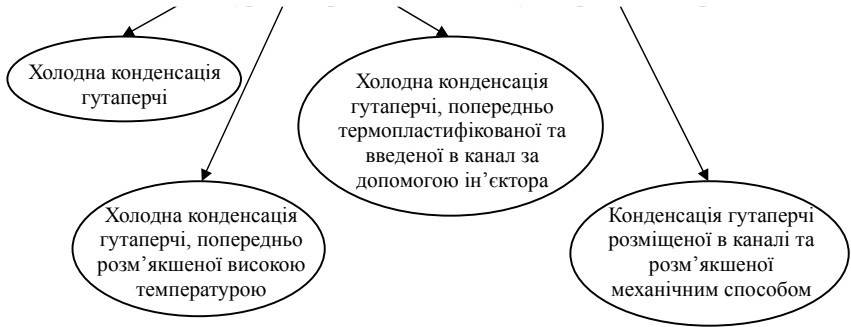 Холодна конденсація
гутаперчі
Холодна конденсація
гутаперчі, попередньо
термопластифікованої та
введеної в канал за
допомогою ін’єктора
Холодна конденсація
гутаперчі, попередньо
розм’якшеної високою
температурою
Конденсація гутаперчі
розміщеної в каналі та
розм’якшеної
механічним способом